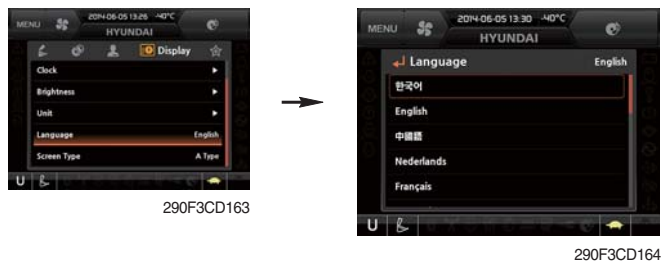 MENU 2014-06-05 13:26 -40°C
HYUNDAI
Display
Clock
Brightness
Unit
Language English
Screen Type A Type
U
290F3CD163
MENU 2014-06-05 13:30 -40°C
HYUNDAI
Language English
한국어
English
中國語
Nederlands
Français
U
290F3CD164